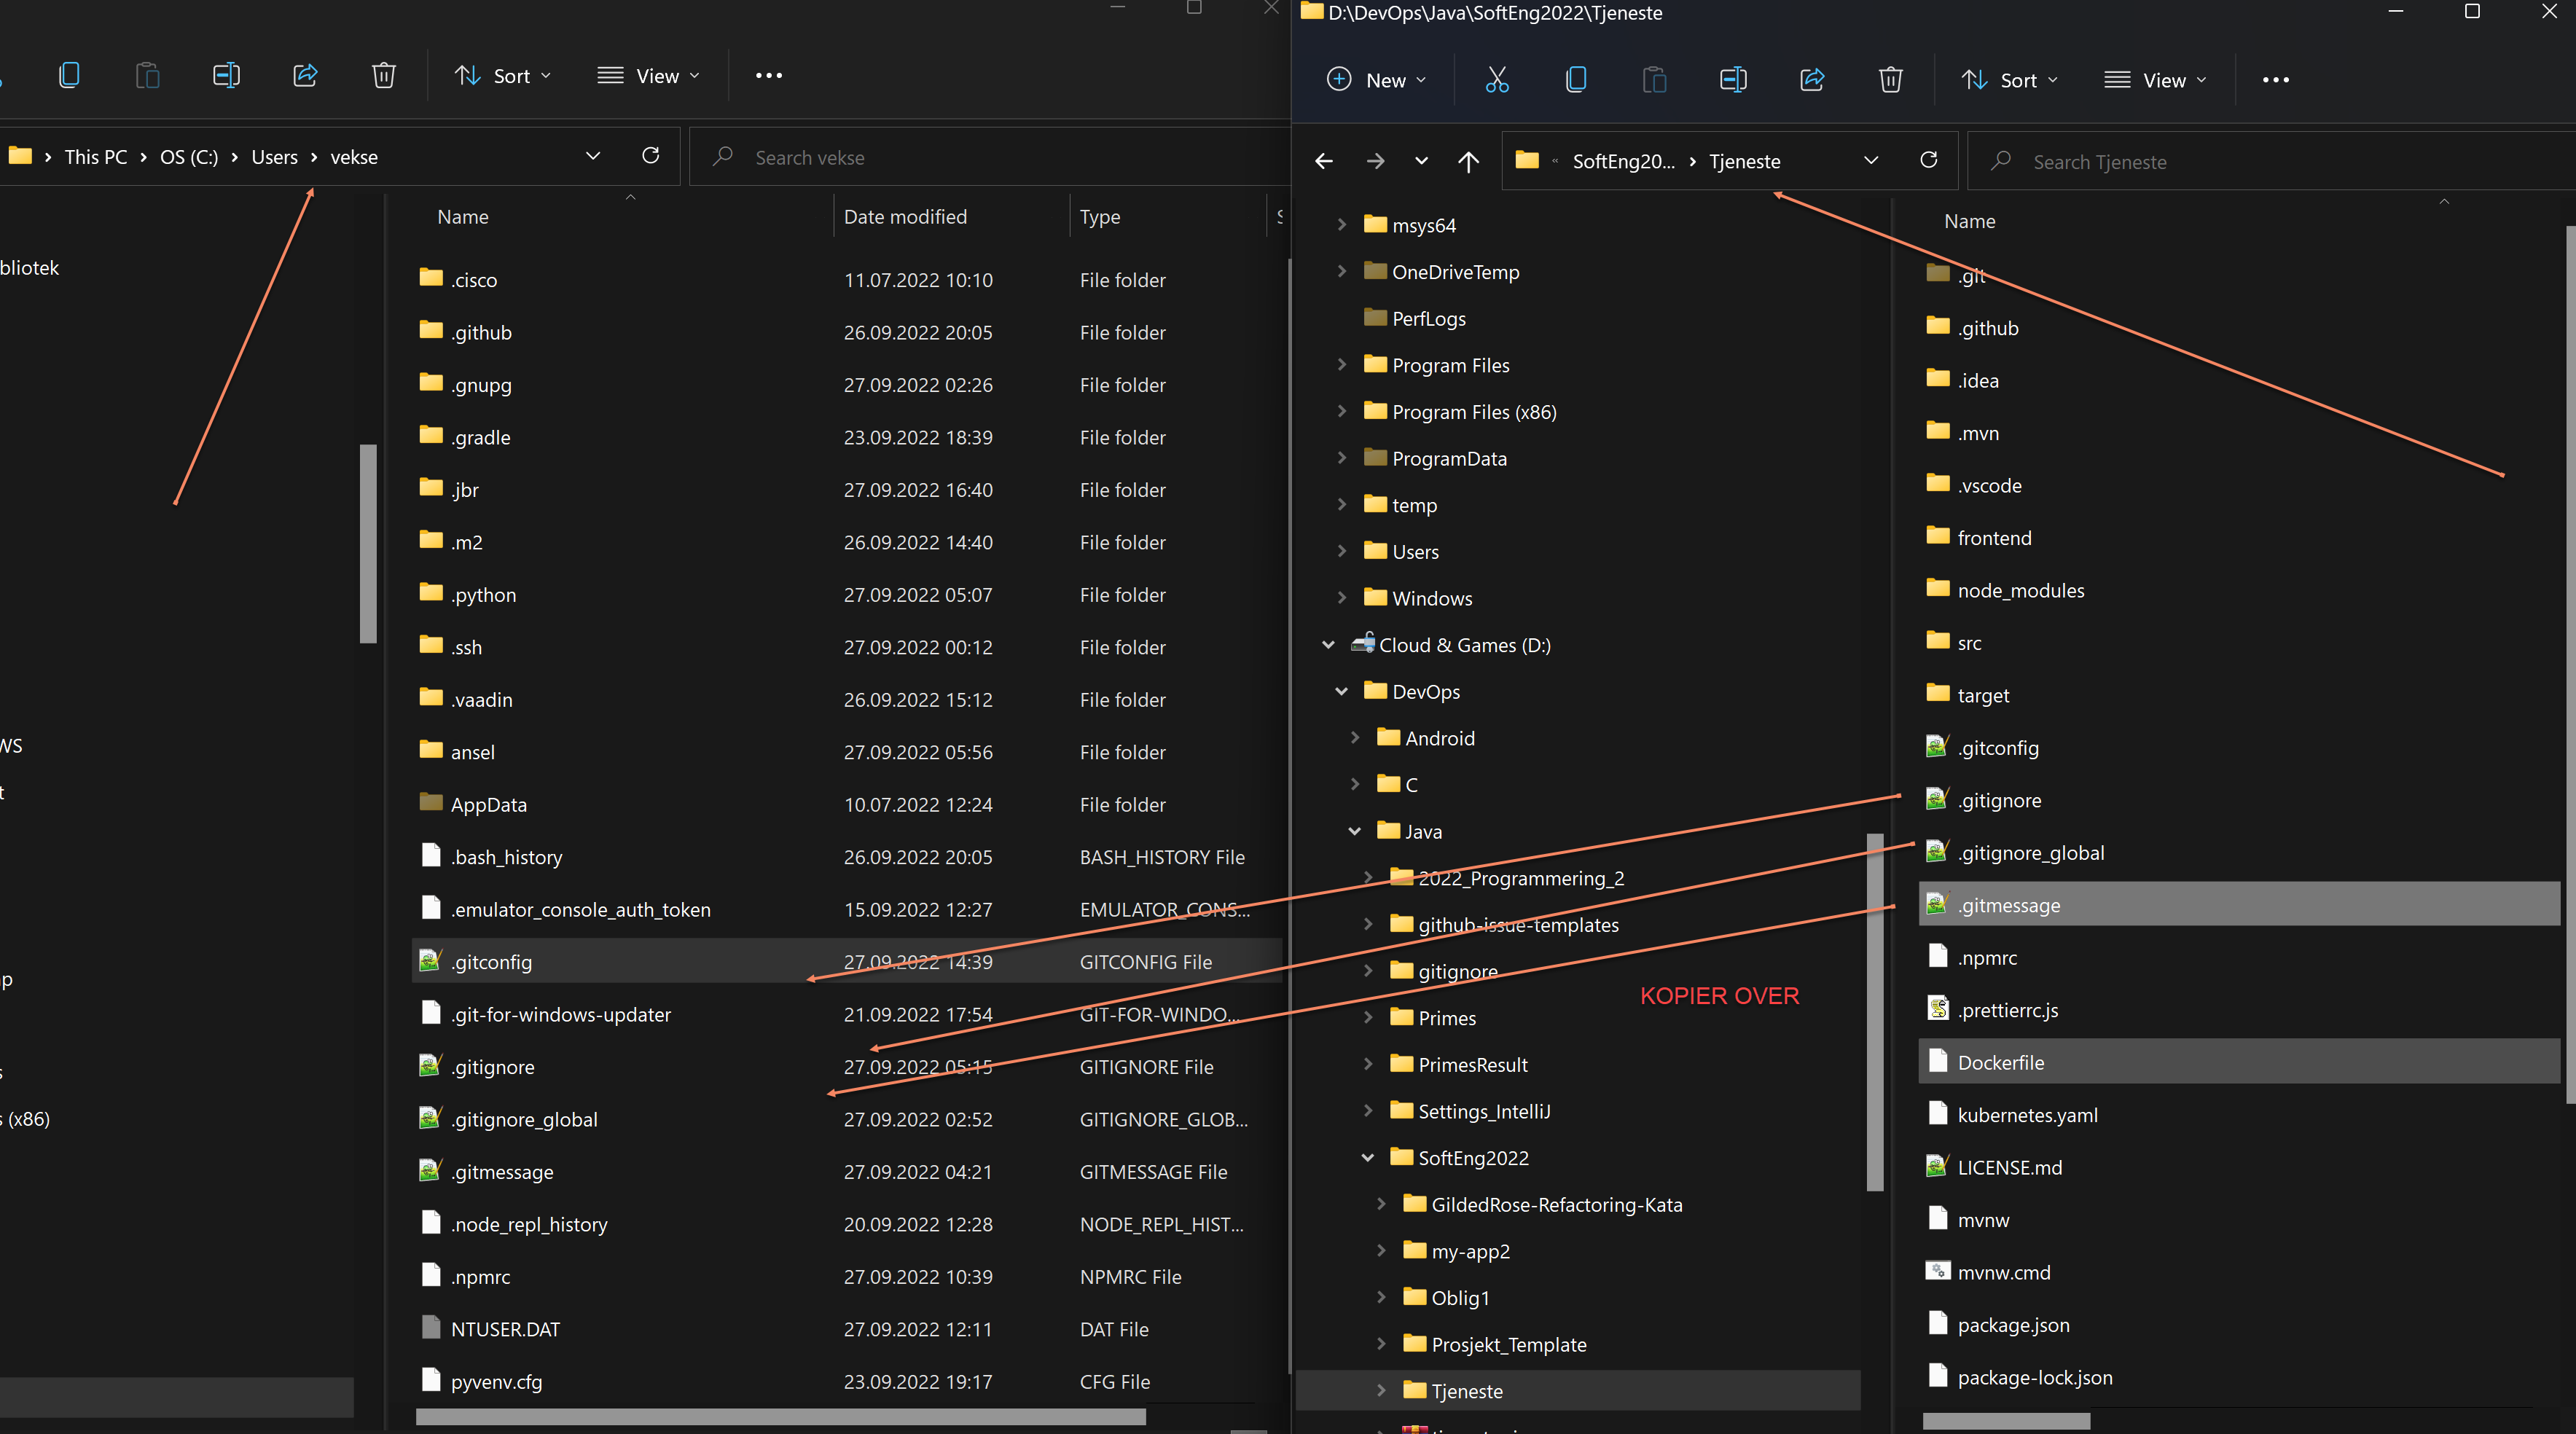 D:\DevOps\Java\SoftEng2022\Tjeneste
Sort
View
This PC
OS (C:)
Users
vekse
Search vekse
bliotek
WS
t
p
s
s (x86)
Name
Date modified
Type
S
.cisco 11.07.2022 10:10 File folder
.github 26.09.2022 20:05 File folder
.gnupg 27.09.2022 02:26 File folder
.gradle 23.09.2022 18:39 File folder
.jbr 27.09.2022 16:40 File folder
.m2 26.09.2022 14:40 File folder
.python 27.09.2022 05:07 File folder
.ssh 27.09.2022 00:12 File folder
.vaadin 26.09.2022 15:12 File folder
ansel 27.09.2022 05:56 File folder
AppData 10.07.2022 12:24 File folder
.bash_history 26.09.2022 20:05 BASH_HISTORY File
.emulator_console_auth_token 15.09.2022 12:27 EMULATOR_CONS...
.gitconfig 27.09.2022 14:39 GITCONFIG File
.git-for-windows-updater 21.09.2022 17:54 GIT-FOR-WINDO...
.gitignore 27.09.2022 05:15 GITIGNORE File
.gitignore_global 27.09.2022 02:52 GITIGNORE_GLOB...
.gitmessage 27.09.2022 04:21 GITMESSAGE File
.node_repl_history 20.09.2022 12:28 NODE_REPL_HIST...
.npmrc 27.09.2022 10:39 NPMRC File
NTUSER.DAT 27.09.2022 12:11 DAT File
pyvenv.cfg 23.09.2022 19:17 CFG File
New
Sort
View
SoftEng20...
Tjeneste
Search Tjeneste
msys64
OneDriveTemp
PerfLogs
Program Files
Program Files (x86)
ProgramData
temp
Users
Windows
Cloud & Games (D:)
DevOps
Android
C
Java
2022_Programmering_2
github-issue-templates
gitignore
Primes
PrimesResult
Settings_IntelliJ
SoftEng2022
GildedRose-Refactoring-Kata
my-app2
Oblig1
Prosjekt_Template
Tjeneste
KOPIER OVER
Name
.git
.github
.idea
.mvn
.vscode
frontend
node_modules
src
target
.gitconfig
.gitignore
.gitignore_global
.gitmessage
.npmrc
.prettierrc.js
Dockerfile
kubernetes.yaml
LICENSE.md
mvnw
mvnw.cmd
package.json
package-lock.json